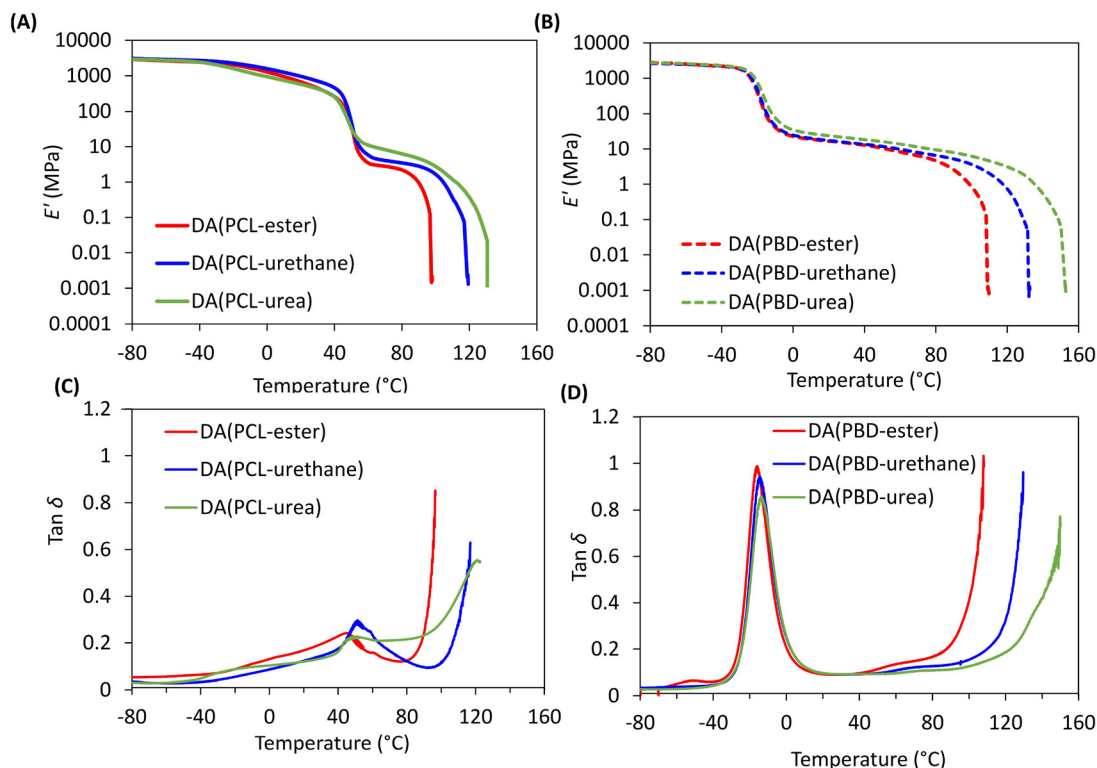 (A)
10000
1000
100
10
1
0.1
0.01
0.001
0.0001
E′ (MPa)
DA(PCL-ester)
DA(PCL-urethane)
DA(PCL-urea)
-80 -40 0 40 80 120 160
Temperature (°C)
(B)
10000
1000
100
10
1
0.1
0.01
0.001
0.0001
E′ (MPa)
DA(PBD-ester)
DA(PBD-urethane)
DA(PBD-urea)
-80 -40 0 40 80 120 160
Temperature (°C)
(C)
1.2
1
0.8
0.6
0.4
0.2
0
Tan δ
DA(PCL-ester)
DA(PCL-urethane)
DA(PCL-urea)
-80 -40 0 40 80 120 160
Temperature (°C)
(D)
1.2
1
0.8
0.6
0.4
0.2
0
Tan δ
DA(PBD-ester)
DA(PBD-urethane)
DA(PBD-urea)
-80 -40 0 40 80 120 160
Temperature (°C)